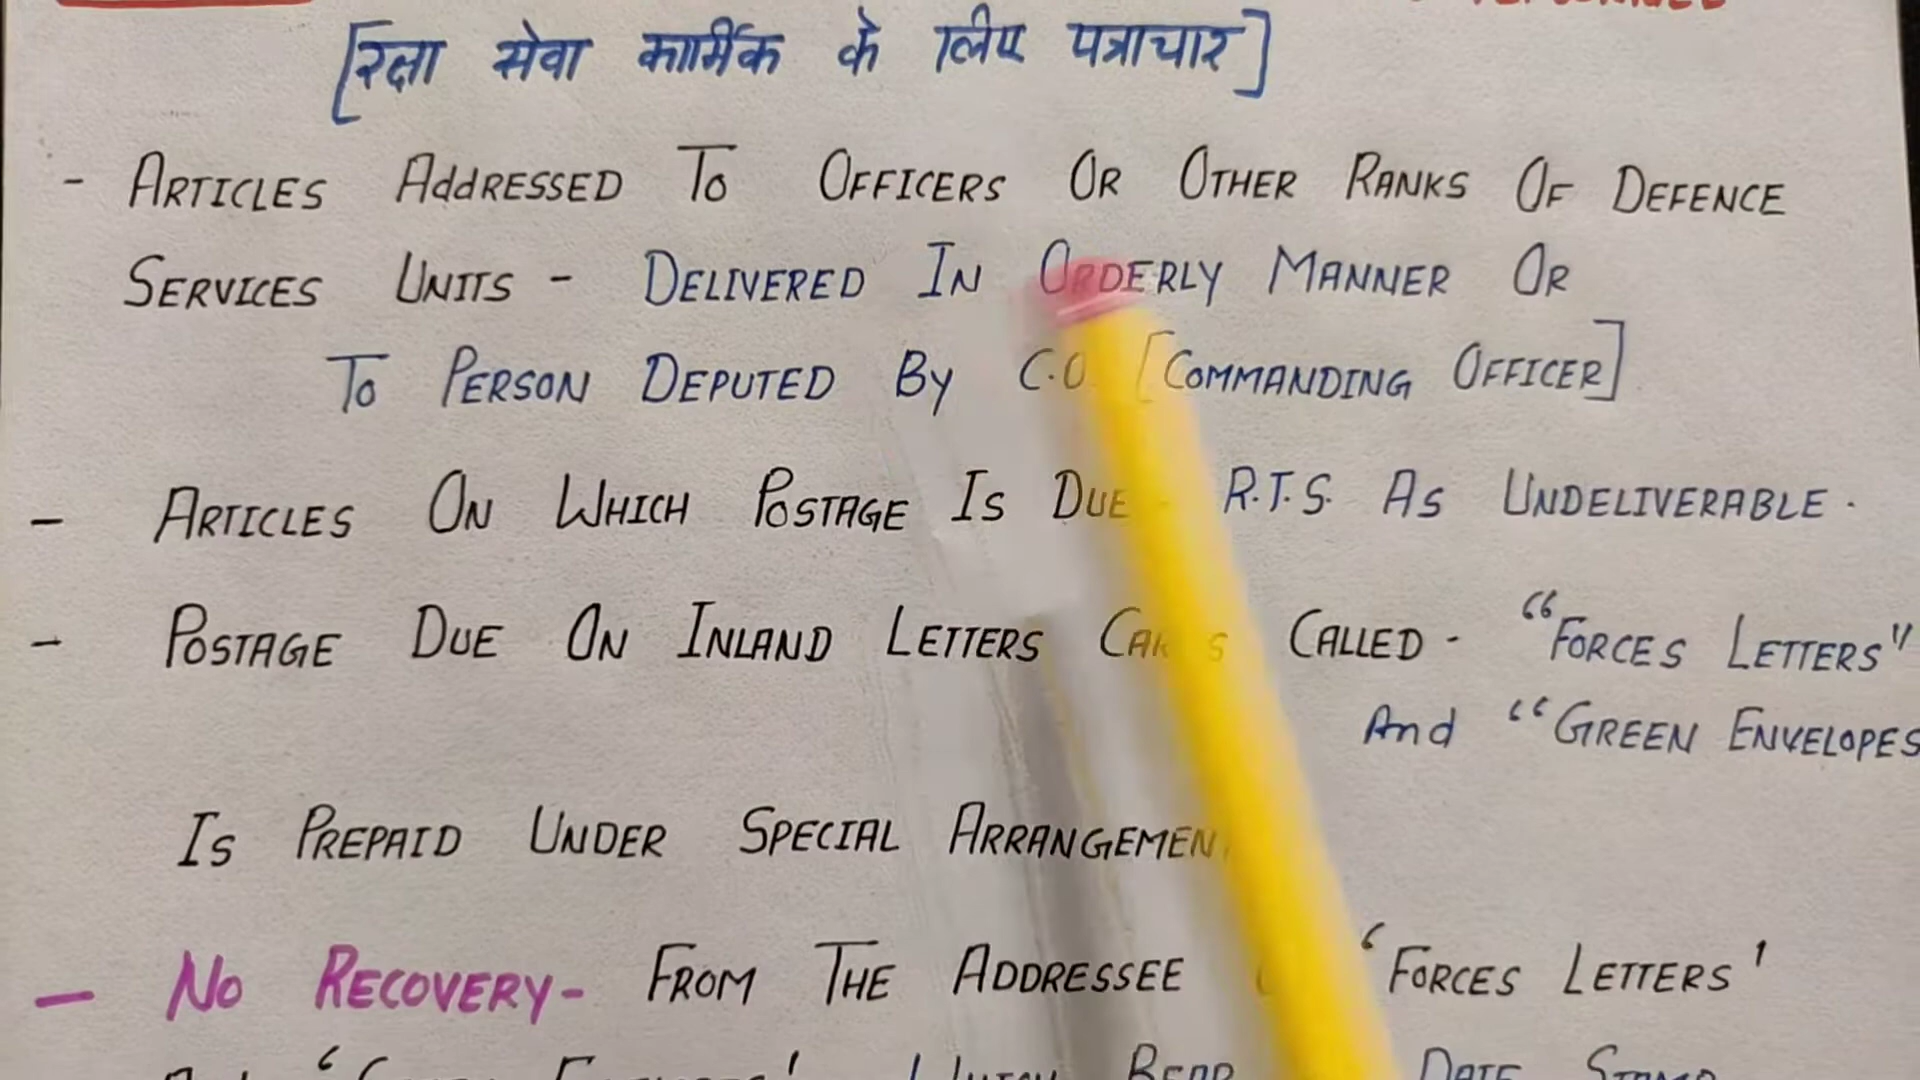 [रक्षा सेवा कार्मिक के लिए पत्राचार]
- ARTICLES ADDRESSED TO OFFICERS OR OTHER RANKS OF DEFENCE
SERVICES UNITS - DELIVERED IN ORDERLY MANNER OR
TO PERSON DEPUTED BY C.O. [COMMANDING OFFICER]
- ARTICLES ON WHICH POSTAGE IS DUE - R.T.S. AS UNDELIVERABLE.
- POSTAGE DUE ON INLAND LETTERS CALLED - "FORCES LETTERS"
And "GREEN ENVELOPES
IS PREPAID UNDER SPECIAL
- NO RECOVERY - FROM THE ADDRESSEE 'FORCES LETTERS'